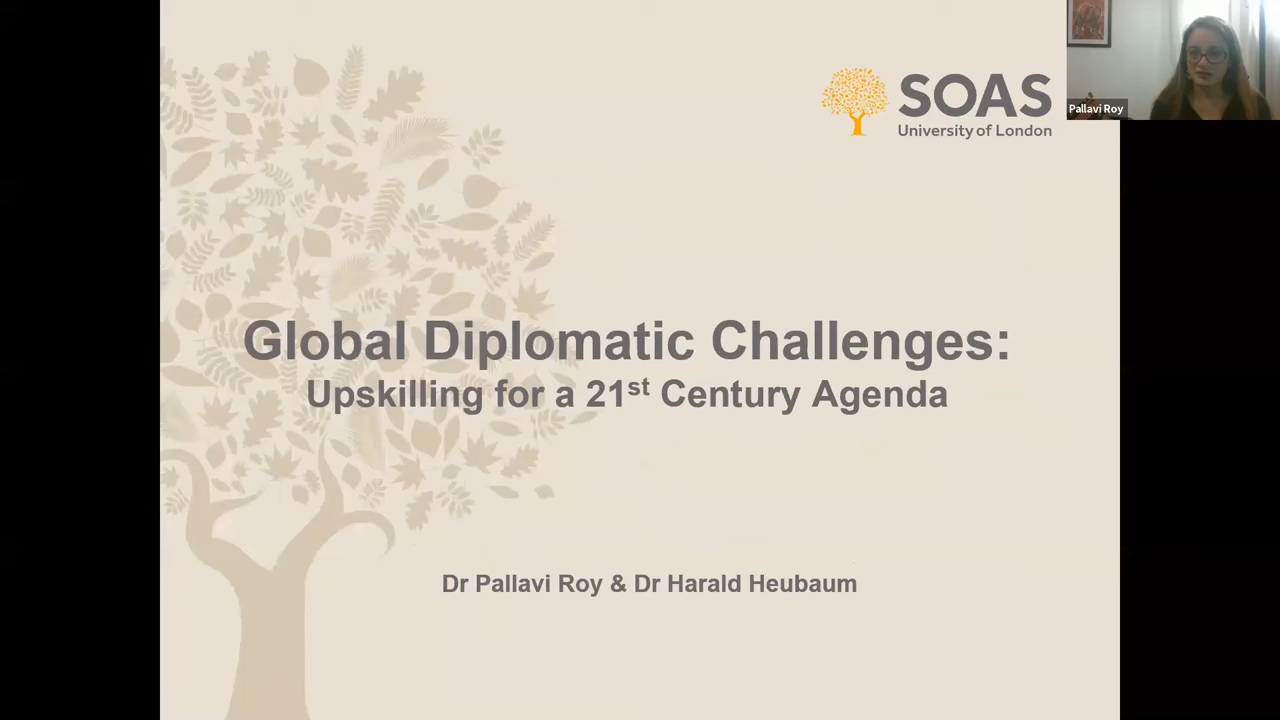 SOAS
University of London
Pallavi Roy
Global Diplomatic Challenges:
Upskilling for a 21st Century Agenda
Dr Pallavi Roy & Dr Harald Heubaum